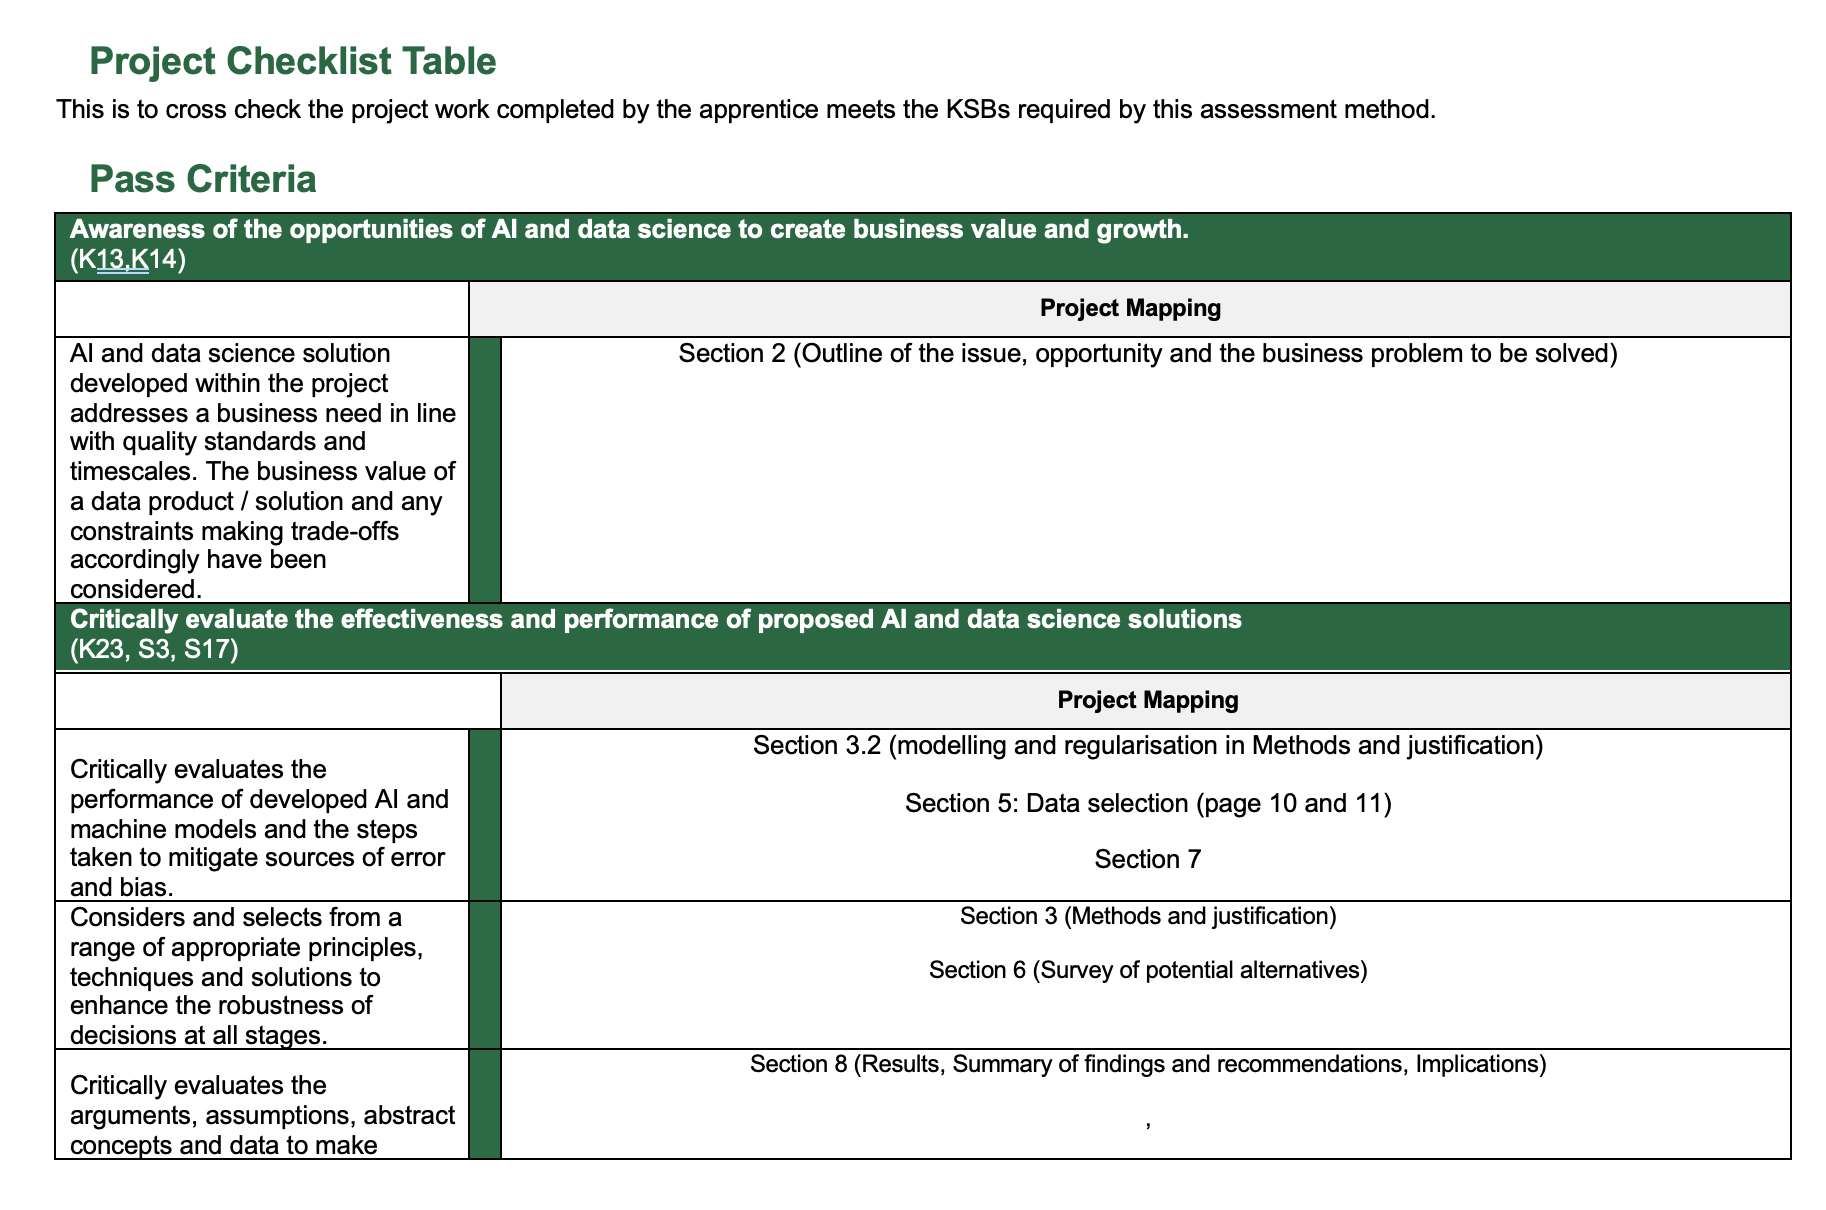 Project Checklist Table
This is to cross check the project work completed by the apprentice meets the KSBs required by this assessment method.
Pass Criteria
Awareness of the opportunities of AI and data science to create business value and growth.
(K13,K14)
Project Mapping
AI and data science solution
developed within the project
addresses a business need in line
with quality standards and
timescales. The business value of
a data product / solution and any
constraints making trade-offs
accordingly have been
considered.
Section 2 (Outline of the issue, opportunity and the business problem to be solved)
Critically evaluate the effectiveness and performance of proposed AI and data science solutions
(K23, S3, S17)
Project Mapping
Critically evaluates the
performance of developed AI and
machine models and the steps
taken to mitigate sources of error
and bias.
Section 3.2 (modelling and regularisation in Methods and justification)
Section 5: Data selection (page 10 and 11)
Section 7
Considers and selects from a
range of appropriate principles,
techniques and solutions to
enhance the robustness of
decisions at all stages.
Section 3 (Methods and justification)
Section 6 (Survey of potential alternatives)
Critically evaluates the
arguments, assumptions, abstract
concepts and data to make
Section 8 (Results, Summary of findings and recommendations, Implications)
,